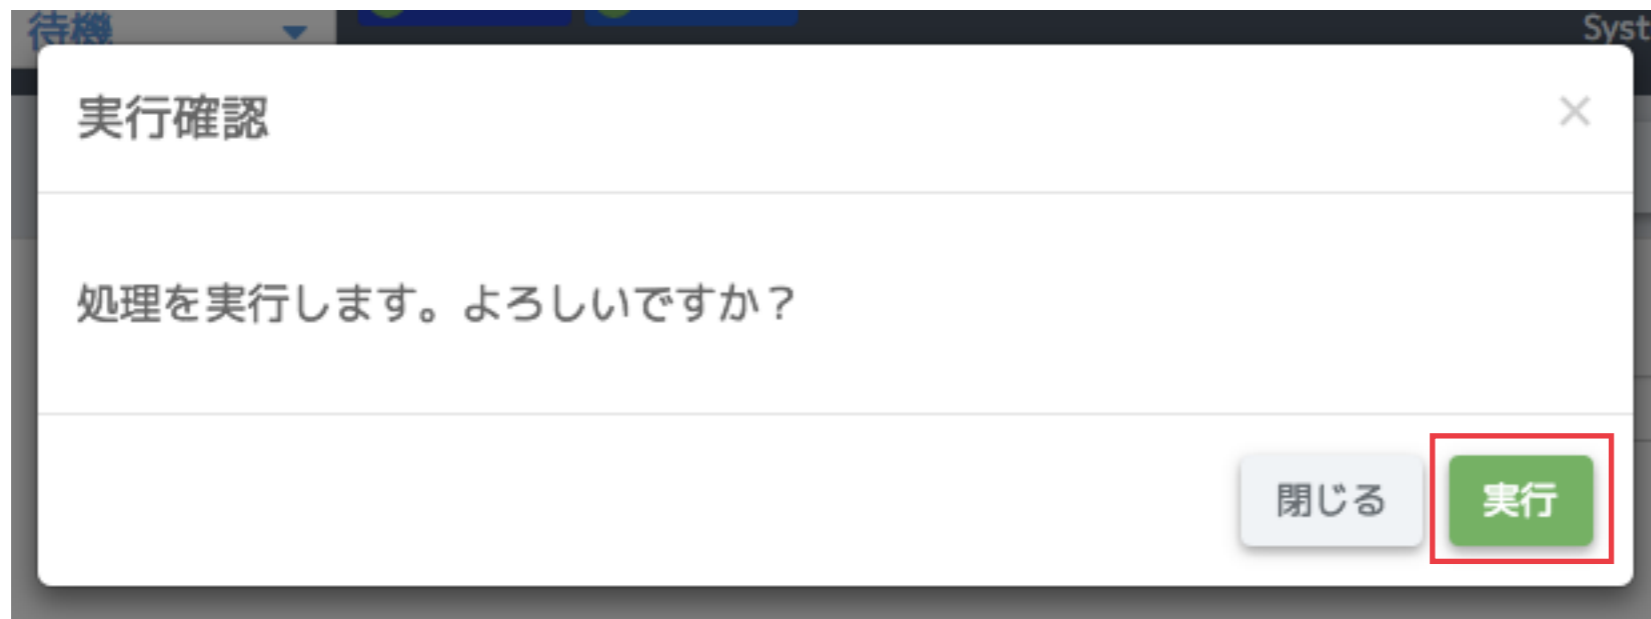 待機
Syst
実行確認
処理を実行します。よろしいですか？
閉じる
実行